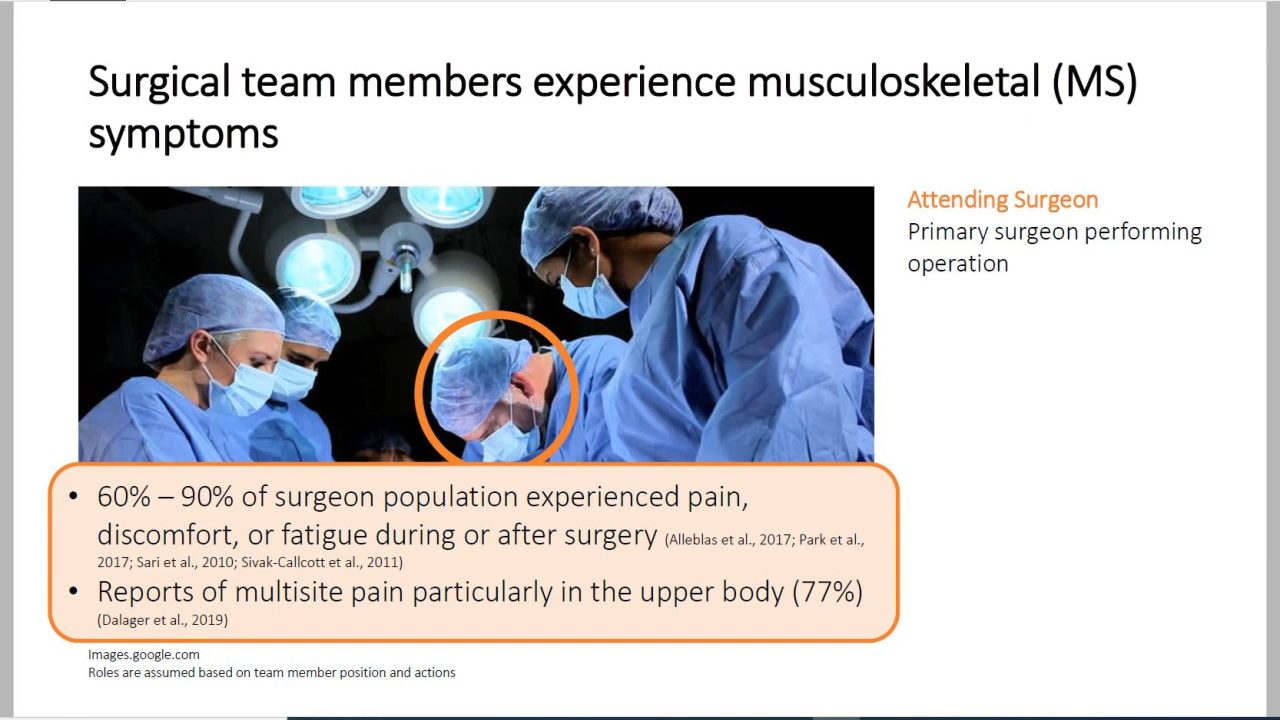 Surgical team members experience musculoskeletal (MS)
symptoms
Attending Surgeon
Primary surgeon performing
operation
• 60% – 90% of surgeon population experienced pain,
discomfort, or fatigue during or after surgery (Alleblas et al., 2017; Park et al.,
2017; Sari et al., 2010; Sivak-Callcott et al., 2011)
• Reports of multisite pain particularly in the upper body (77%)
(Dalager et al., 2019)
Images.google.com
Roles are assumed based on team member position and actions